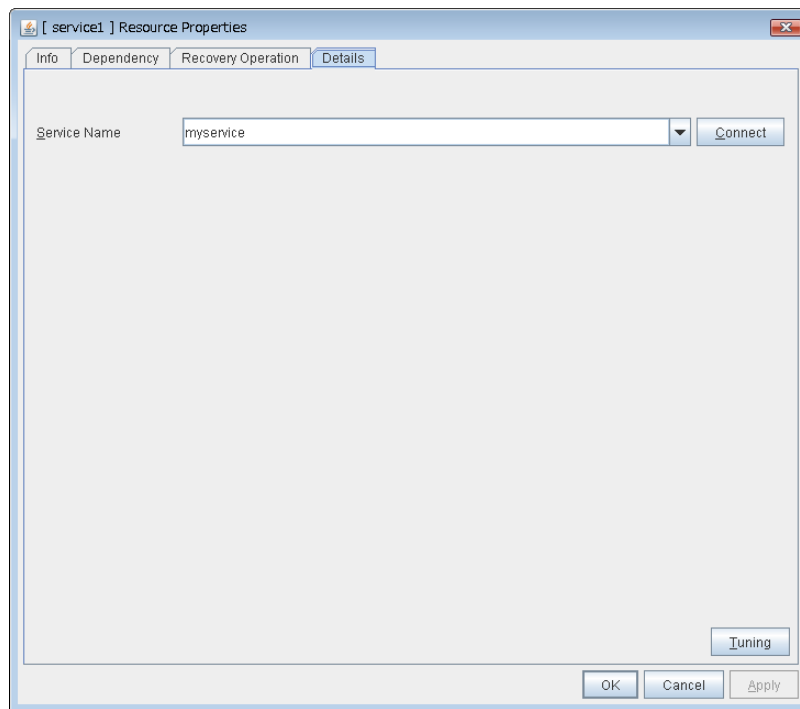 [ service1 ] Resource Properties
Info Dependency Recovery Operation Details
Service Name myservice Connect
Tuning
OK Cancel Apply